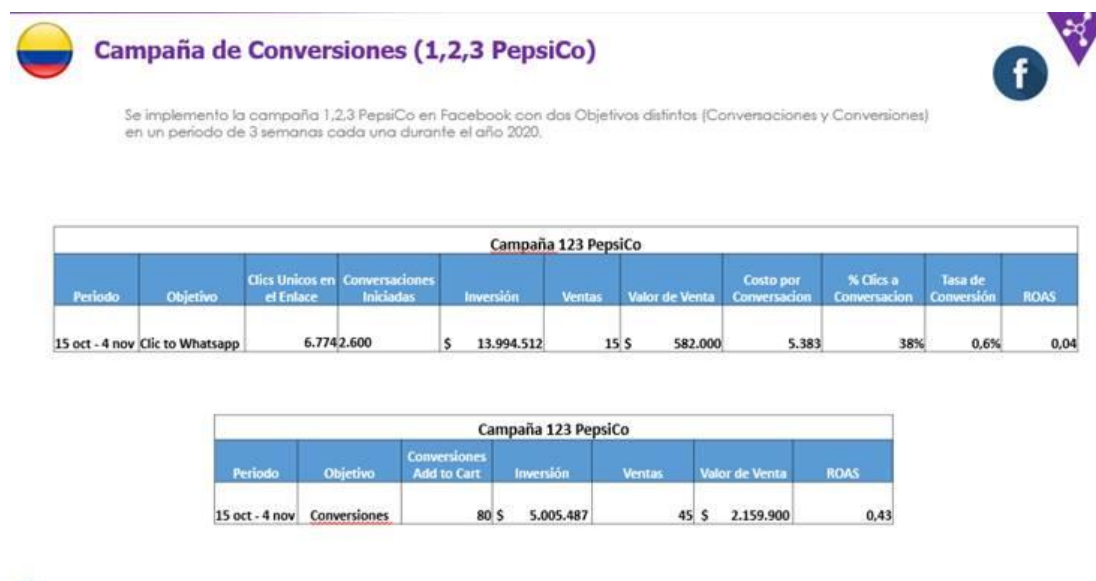 Campaña de Conversiones (1,2,3 PepsiCo)
f
Se implemento la campaña 1,2,3 PepsiCo en Facebook con dos Objetivos distintos (Conversaciones y Conversiones)
en un periodo de 3 semanas cada una durante el año 2020.
Campaña 123 PepsiCo
Periodo Objetivo Clics Unicos en el Enlace Conversaciones Iniciadas Inversión Ventas Valor de Venta Costo por Conversacion % Clics a Conversacion Tasa de Conversión ROAS
15 oct - 4 nov Clic to Whatsapp 6.774 2.600 $ 13.994.512 15 $ 582.000 5.383 38% 0,6% 0,04
Campaña 123 PepsiCo
Periodo Objetivo Conversiones Add to Cart Inversión Ventas Valor de Venta ROAS
15 oct - 4 nov Conversiones 80 $ 5.005.487 45 $ 2.159.900 0,43